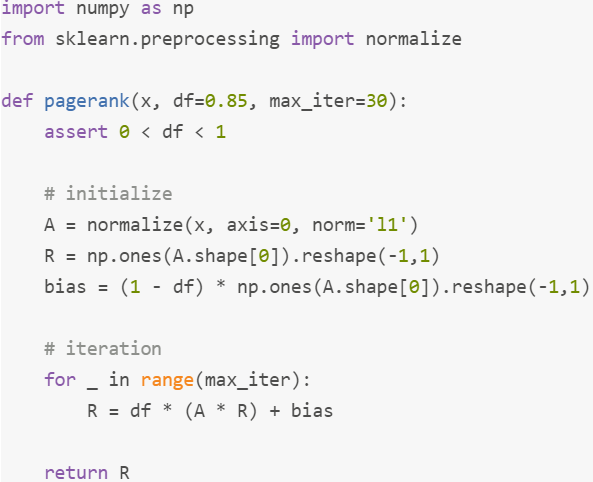 import numpy as np
from sklearn.preprocessing import normalize
def pagerank(x, df=0.85, max_iter=30):
    assert 0 < df < 1
    # initialize
    A = normalize(x, axis=0, norm='l1')
    R = np.ones(A.shape[0]).reshape(-1,1)
    bias = (1 - df) * np.ones(A.shape[0]).reshape(-1,1)
    # iteration
    for _ in range(max_iter):
        R = df * (A * R) + bias
    return R